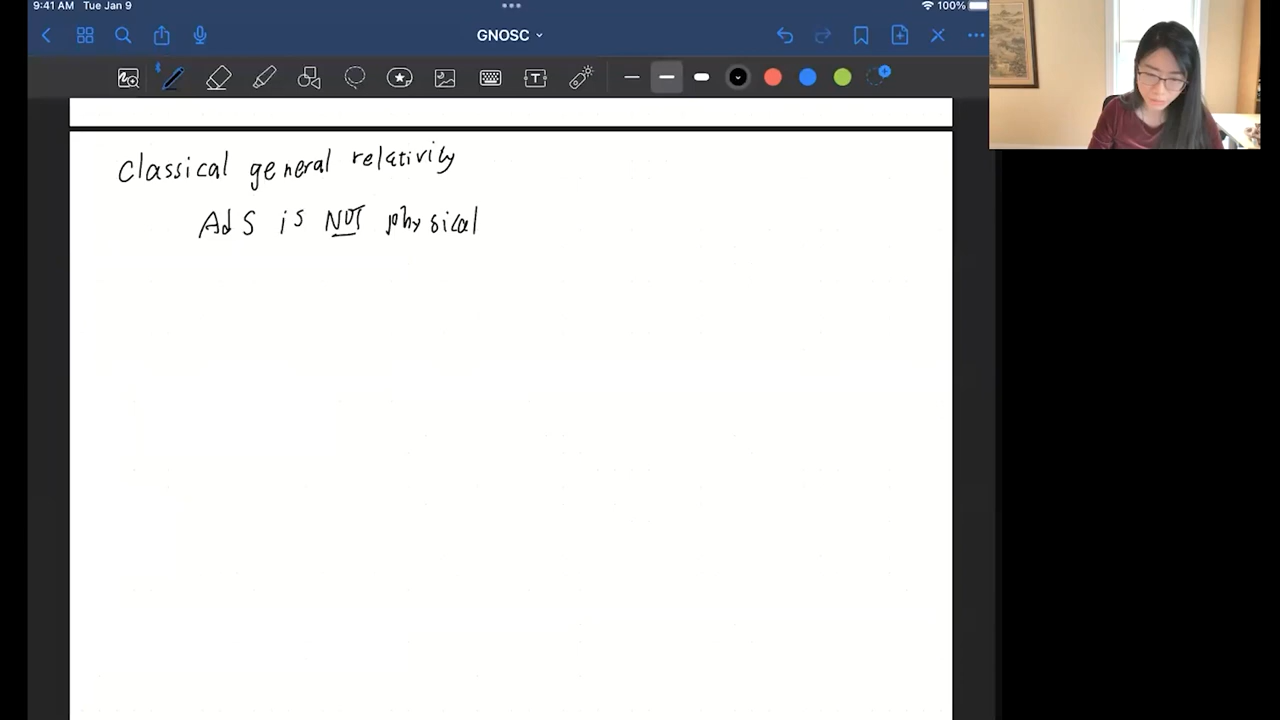 9:41 AM Tue Jan 9
100%
GNOSC
T
Classical general relativity
AdS is NOT physical